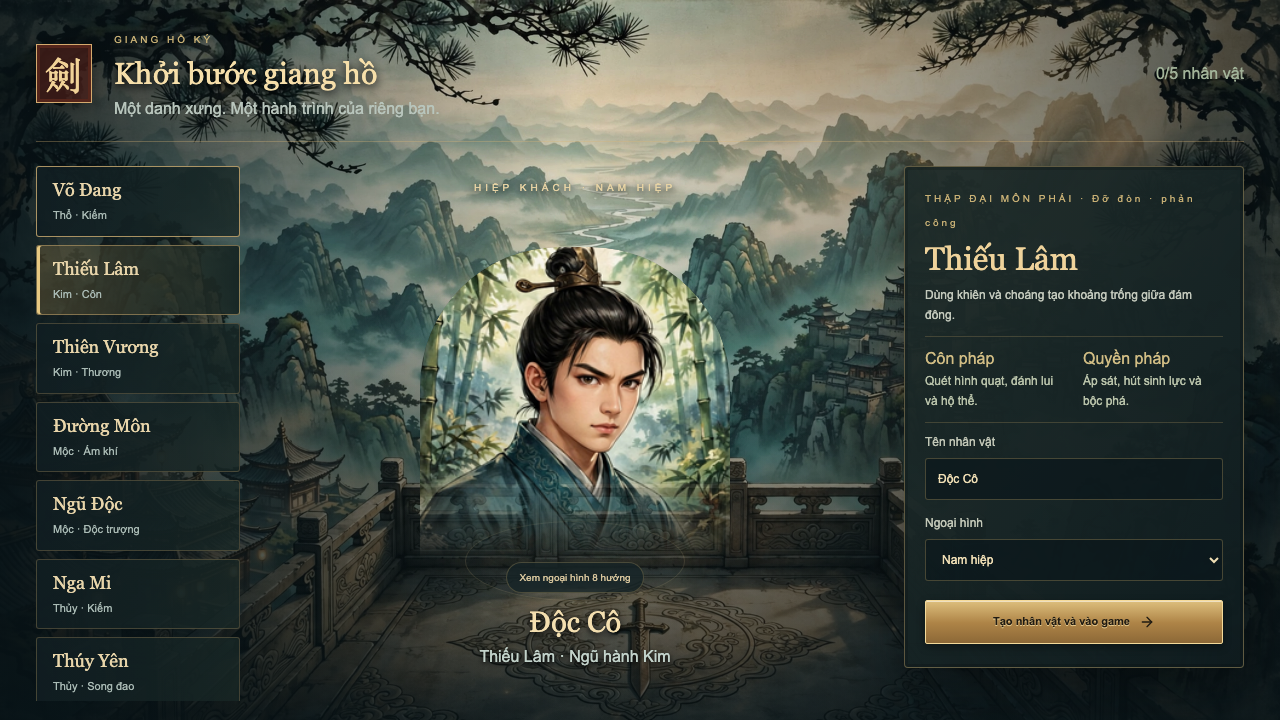 劍
GIANG HỒ KÝ
Khởi bước giang hồ
Một danh xưng. Một hành trình của riêng bạn.
0/5 nhân vật
Võ Đang
Thổ · Kiếm
Thiếu Lâm
Kim · Côn
Thiên Vương
Kim · Thương
Đường Môn
Mộc · Ám khí
Ngũ Độc
Mộc · Độc trượng
Nga Mi
Thủy · Kiếm
Thúy Yên
Thủy · Song đao
HIỆP KHÁCH · NAM HIỆP
Xem ngoại hình 8 hướng
Độc Cô
Thiếu Lâm · Ngũ hành Kim
THẬP ĐẠI MÔN PHÁI · Đỡ đòn · phản
công
Thiếu Lâm
Dùng khiên và choáng tạo khoảng trống giữa đám
đông.
Côn pháp
Quét hình quạt, đánh lui
và hộ thể.
Quyền pháp
Áp sát, hút sinh lực và
bộc phá.
Tên nhân vật
Độc Cô
Ngoại hình
Nam hiệp
Tạo nhân vật và vào game →